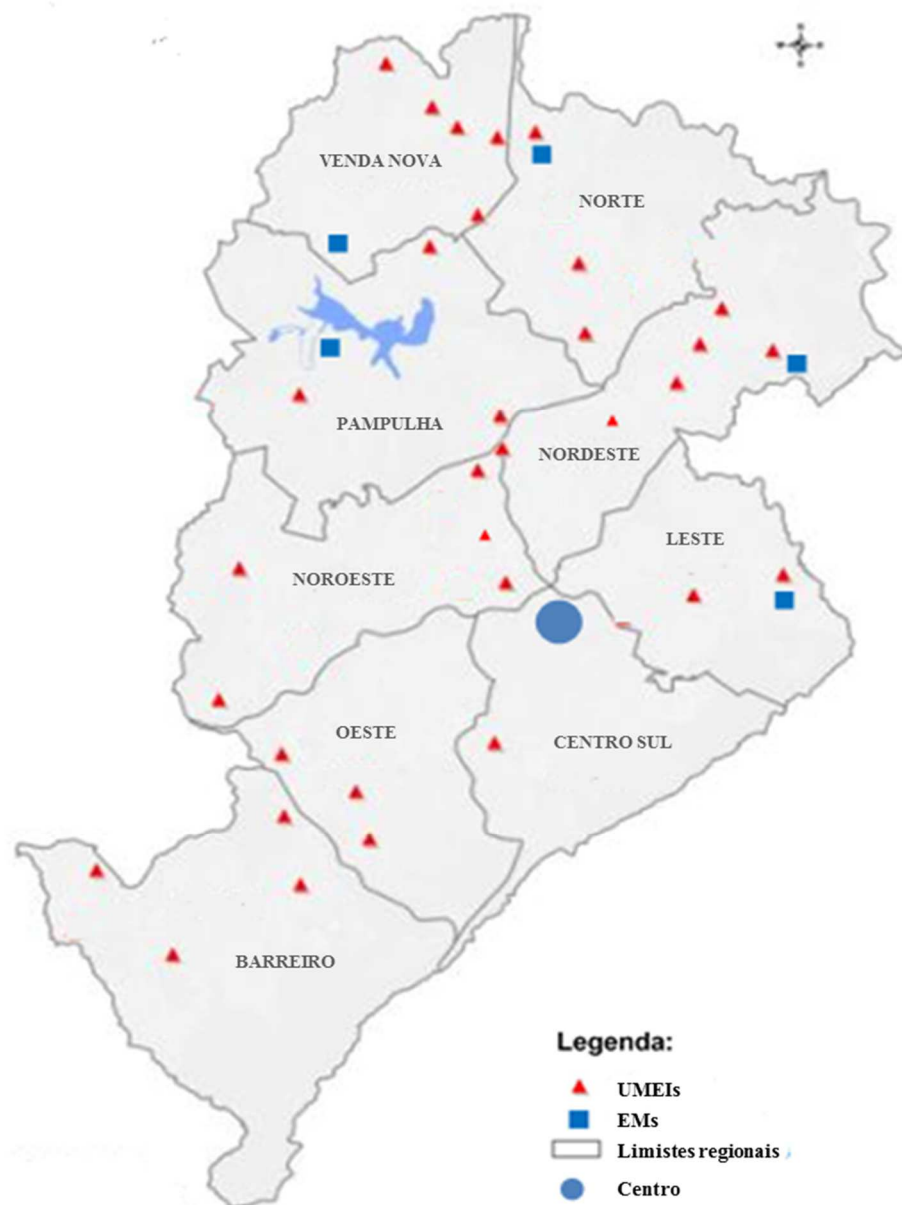 VENDA NOVA
NORTE
PAMPULHA
NORDESTE
LESTE
NOROESTE
OESTE
CENTRO SUL
BARREIRO
Legenda:
UMEIs
EMs
Limistes regionais
Centro